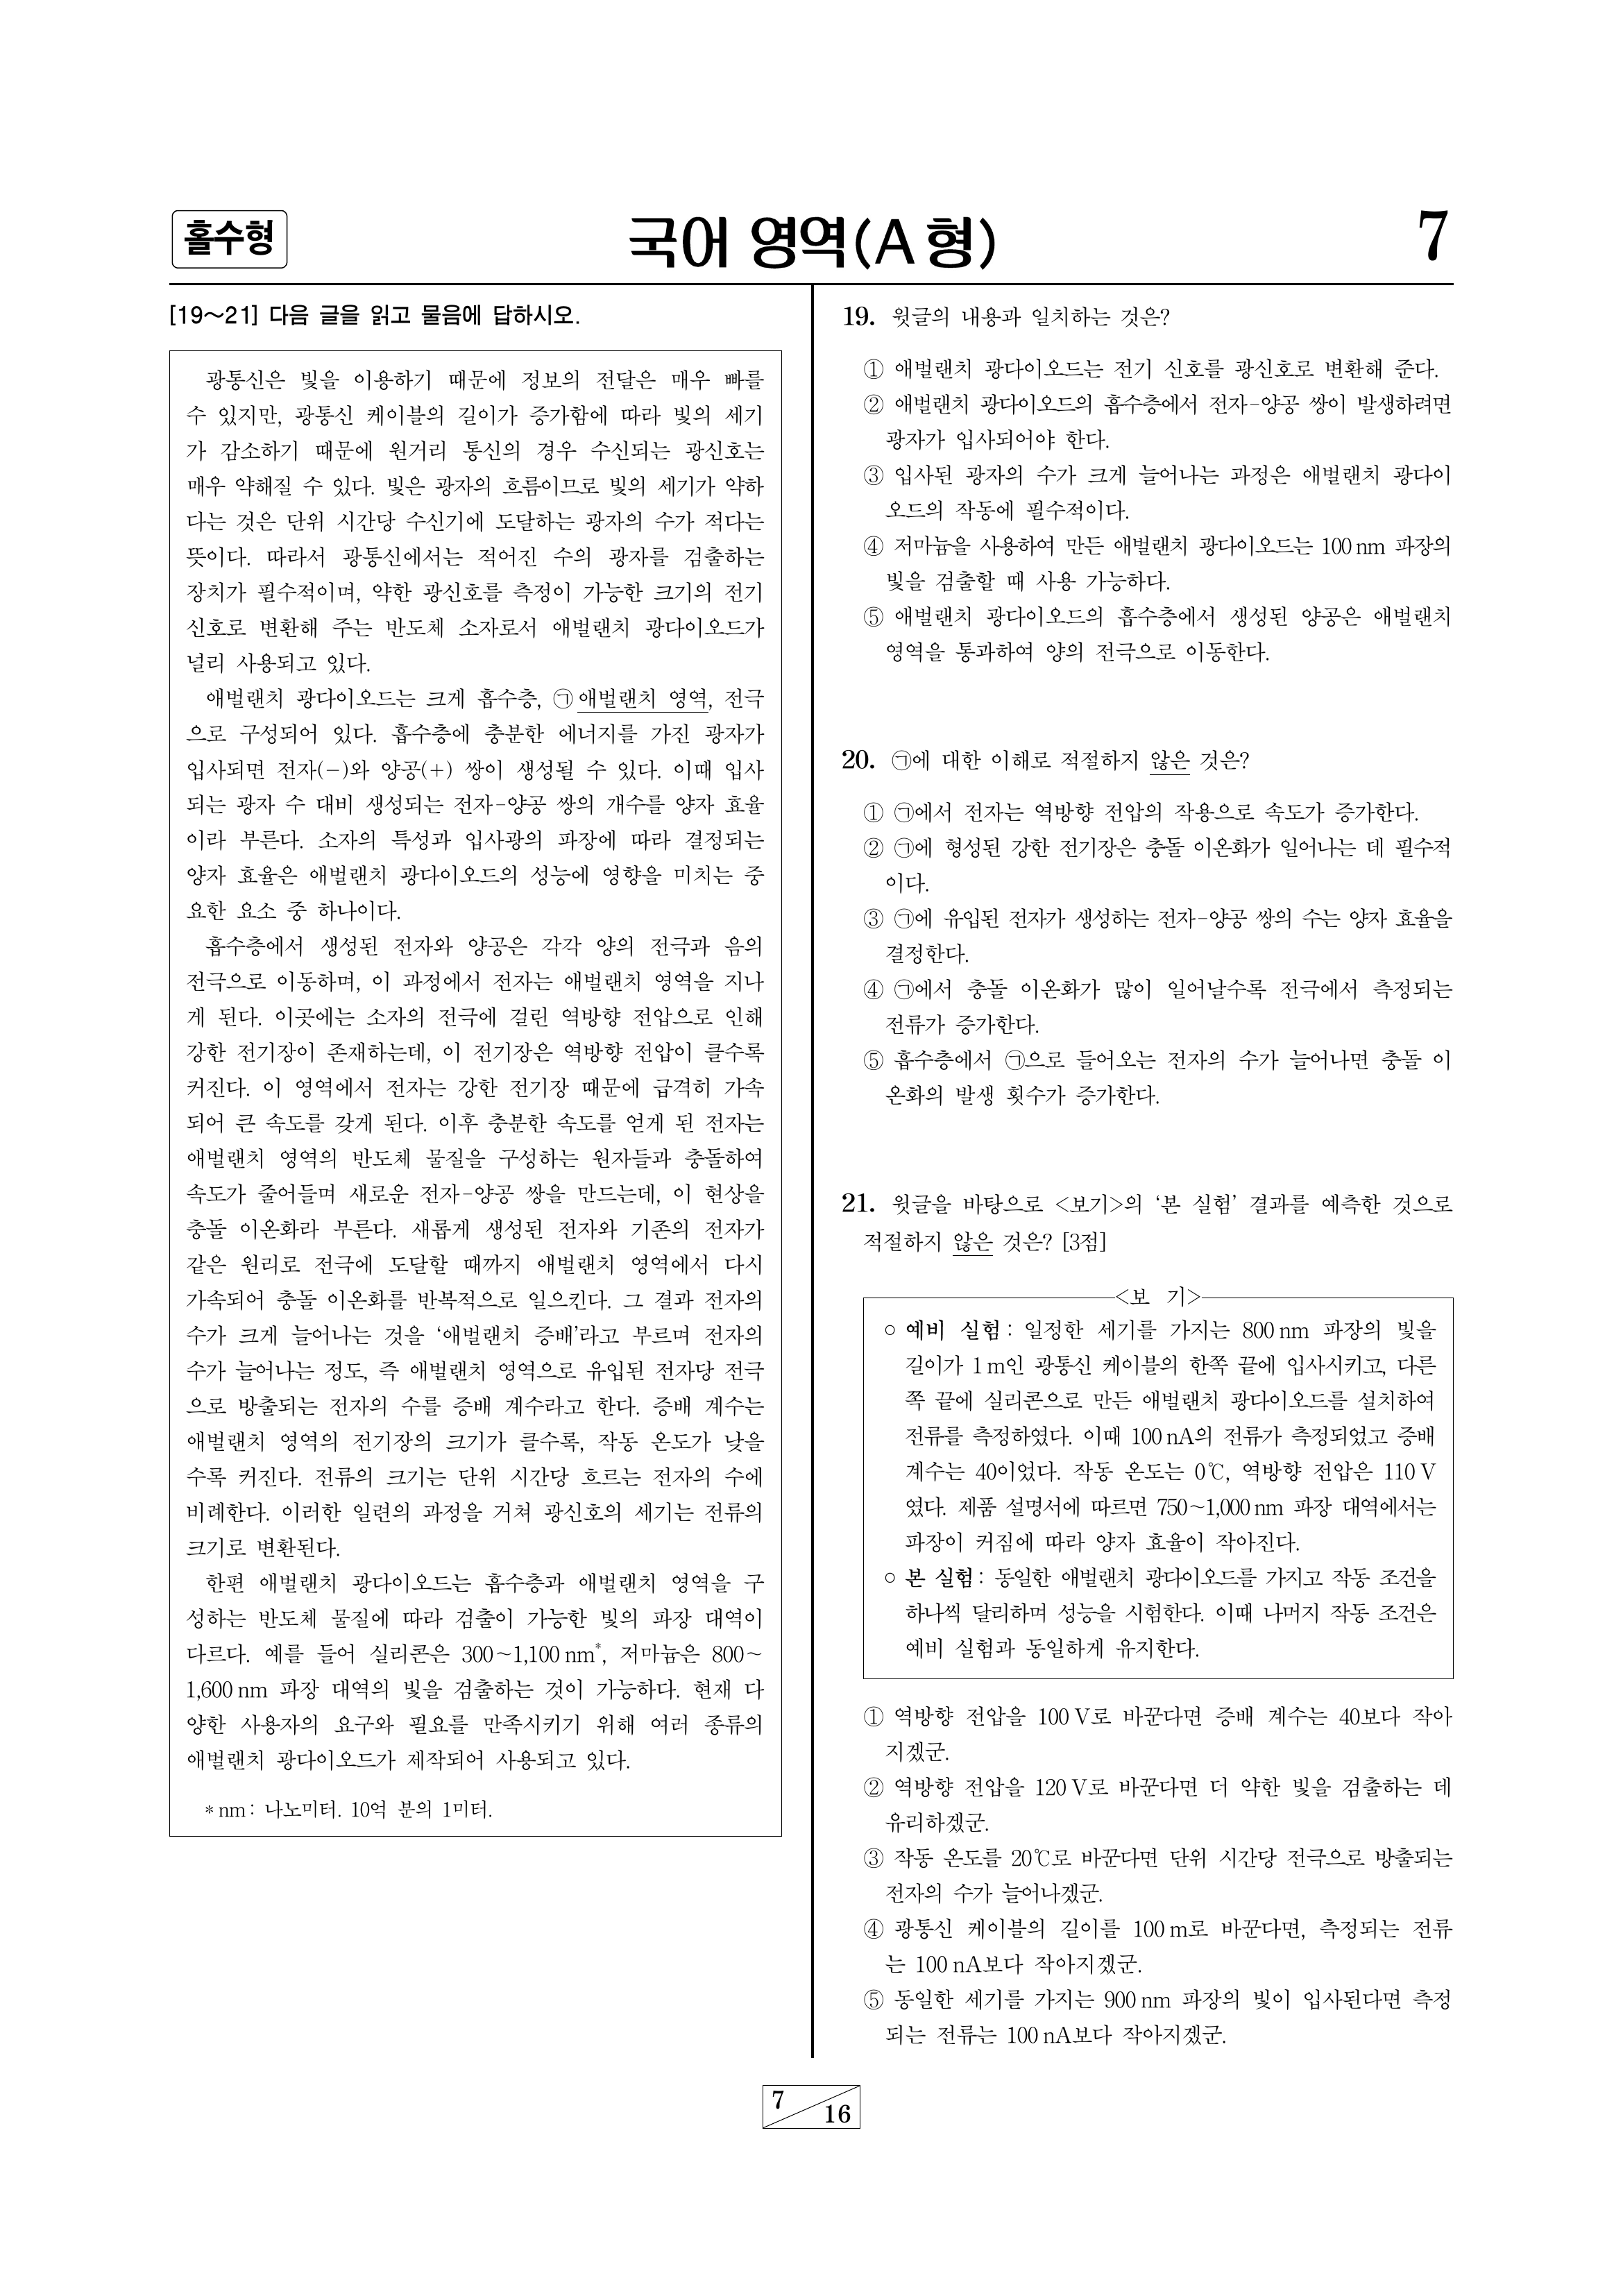 홀수형
국어 영역(A 형)
7
[19～21] 다음 글을 읽고 물음에 답하시오.
광통신은 빛을 이용하기 때문에 정보의 전달은 매우 빠를
수 있지만, 광통신 케이블의 길이가 증가함에 따라 빛의 세기
가 감소하기 때문에 원거리 통신의 경우 수신되는 광신호는
매우 약해질 수 있다. 빛은 광자의 흐름이므로 빛의 세기가 약하
다는 것은 단위 시간당 수신기에 도달하는 광자의 수가 적다는
뜻이다. 따라서 광통신에서는 적어진 수의 광자를 검출하는
장치가 필수적이며, 약한 광신호를 측정이 가능한 크기의 전기
신호로 변환해 주는 반도체 소자로서 애벌랜치 광다이오드가
널리 사용되고 있다.
애벌랜치 광다이오드는 크게 흡수층, ㉠애벌랜치 영역, 전극
으로 구성되어 있다. 흡수층에 충분한 에너지를 가진 광자가
입사되면 전자(−)와 양공(+) 쌍이 생성될 수 있다. 이때 입사
되는 광자 수 대비 생성되는 전자-양공 쌍의 개수를 양자 효율
이라 부른다. 소자의 특성과 입사광의 파장에 따라 결정되는
양자 효율은 애벌랜치 광다이오드의 성능에 영향을 미치는 중
요한 요소 중 하나이다.
흡수층에서 생성된 전자와 양공은 각각 양의 전극과 음의
전극으로 이동하며, 이 과정에서 전자는 애벌랜치 영역을 지나
게 된다. 이곳에는 소자의 전극에 걸린 역방향 전압으로 인해
강한 전기장이 존재하는데, 이 전기장은 역방향 전압이 클수록
커진다. 이 영역에서 전자는 강한 전기장 때문에 급격히 가속
되어 큰 속도를 갖게 된다. 이후 충분한 속도를 얻게 된 전자는
애벌랜치 영역의 반도체 물질을 구성하는 원자들과 충돌하여
속도가 줄어들며 새로운 전자-양공 쌍을 만드는데, 이 현상을
충돌 이온화라 부른다. 새롭게 생성된 전자와 기존의 전자가
같은 원리로 전극에 도달할 때까지 애벌랜치 영역에서 다시
가속되어 충돌 이온화를 반복적으로 일으킨다. 그 결과 전자의
수가 크게 늘어나는 것을 ‘애벌랜치 증배’라고 부르며 전자의
수가 늘어나는 정도, 즉 애벌랜치 영역으로 유입된 전자당 전극
으로 방출되는 전자의 수를 증배 계수라고 한다. 증배 계수는
애벌랜치 영역의 전기장의 크기가 클수록, 작동 온도가 낮을
수록 커진다. 전류의 크기는 단위 시간당 흐르는 전자의 수에
비례한다. 이러한 일련의 과정을 거쳐 광신호의 세기는 전류의
크기로 변환된다.
한편 애벌랜치 광다이오드는 흡수층과 애벌랜치 영역을 구
성하는 반도체 물질에 따라 검출이 가능한 빛의 파장 대역이
다르다. 예를 들어 실리콘은 300～1,100 nm*, 저마늄은 800～
1,600 nm 파장 대역의 빛을 검출하는 것이 가능하다. 현재 다
양한 사용자의 요구와 필요를 만족시키기 위해 여러 종류의
애벌랜치 광다이오드가 제작되어 사용되고 있다.
* nm : 나노미터. 10억 분의 1미터.
19. 윗글의 내용과 일치하는 것은?
① 애벌랜치 광다이오드는 전기 신호를 광신호로 변환해 준다.
② 애벌랜치 광다이오드의 흡수층에서 전자-양공 쌍이 발생하려면
광자가 입사되어야 한다.
③ 입사된 광자의 수가 크게 늘어나는 과정은 애벌랜치 광다이
오드의 작동에 필수적이다.
④ 저마늄을 사용하여 만든 애벌랜치 광다이오드는 100 nm 파장의
빛을 검출할 때 사용 가능하다.
⑤ 애벌랜치 광다이오드의 흡수층에서 생성된 양공은 애벌랜치
영역을 통과하여 양의 전극으로 이동한다.
20. ㉠에 대한 이해로 적절하지 않은 것은?
① ㉠에서 전자는 역방향 전압의 작용으로 속도가 증가한다.
② ㉠에 형성된 강한 전기장은 충돌 이온화가 일어나는 데 필수적
이다.
③ ㉠에 유입된 전자가 생성하는 전자-양공 쌍의 수는 양자 효율을
결정한다.
④ ㉠에서 충돌 이온화가 많이 일어날수록 전극에서 측정되는
전류가 증가한다.
⑤ 흡수층에서 ㉠으로 들어오는 전자의 수가 늘어나면 충돌 이
온화의 발생 횟수가 증가한다.
21. 윗글을 바탕으로 <보기>의 ‘본 실험’ 결과를 예측한 것으로
적절하지 않은 것은? [3점]
<보 기>
○ 예비 실험 : 일정한 세기를 가지는 800 nm 파장의 빛을
길이가 1 m인 광통신 케이블의 한쪽 끝에 입사시키고, 다른
쪽 끝에 실리콘으로 만든 애벌랜치 광다이오드를 설치하여
전류를 측정하였다. 이때 100 nA의 전류가 측정되었고 증배
계수는 40이었다. 작동 온도는 0℃, 역방향 전압은 110 V
였다. 제품 설명서에 따르면 750～1,000 nm 파장 대역에서는
파장이 커짐에 따라 양자 효율이 작아진다.
○ 본 실험 : 동일한 애벌랜치 광다이오드를 가지고 작동 조건을
하나씩 달리하며 성능을 시험한다. 이때 나머지 작동 조건은
예비 실험과 동일하게 유지한다.
① 역방향 전압을 100 V로 바꾼다면 증배 계수는 40보다 작아
지겠군.
② 역방향 전압을 120 V로 바꾼다면 더 약한 빛을 검출하는 데
유리하겠군.
③ 작동 온도를 20℃로 바꾼다면 단위 시간당 전극으로 방출되는
전자의 수가 늘어나겠군.
④ 광통신 케이블의 길이를 100 m로 바꾼다면, 측정되는 전류
는 100 nA보다 작아지겠군.
⑤ 동일한 세기를 가지는 900 nm 파장의 빛이 입사된다면 측정
되는 전류는 100 nA보다 작아지겠군.
7
16